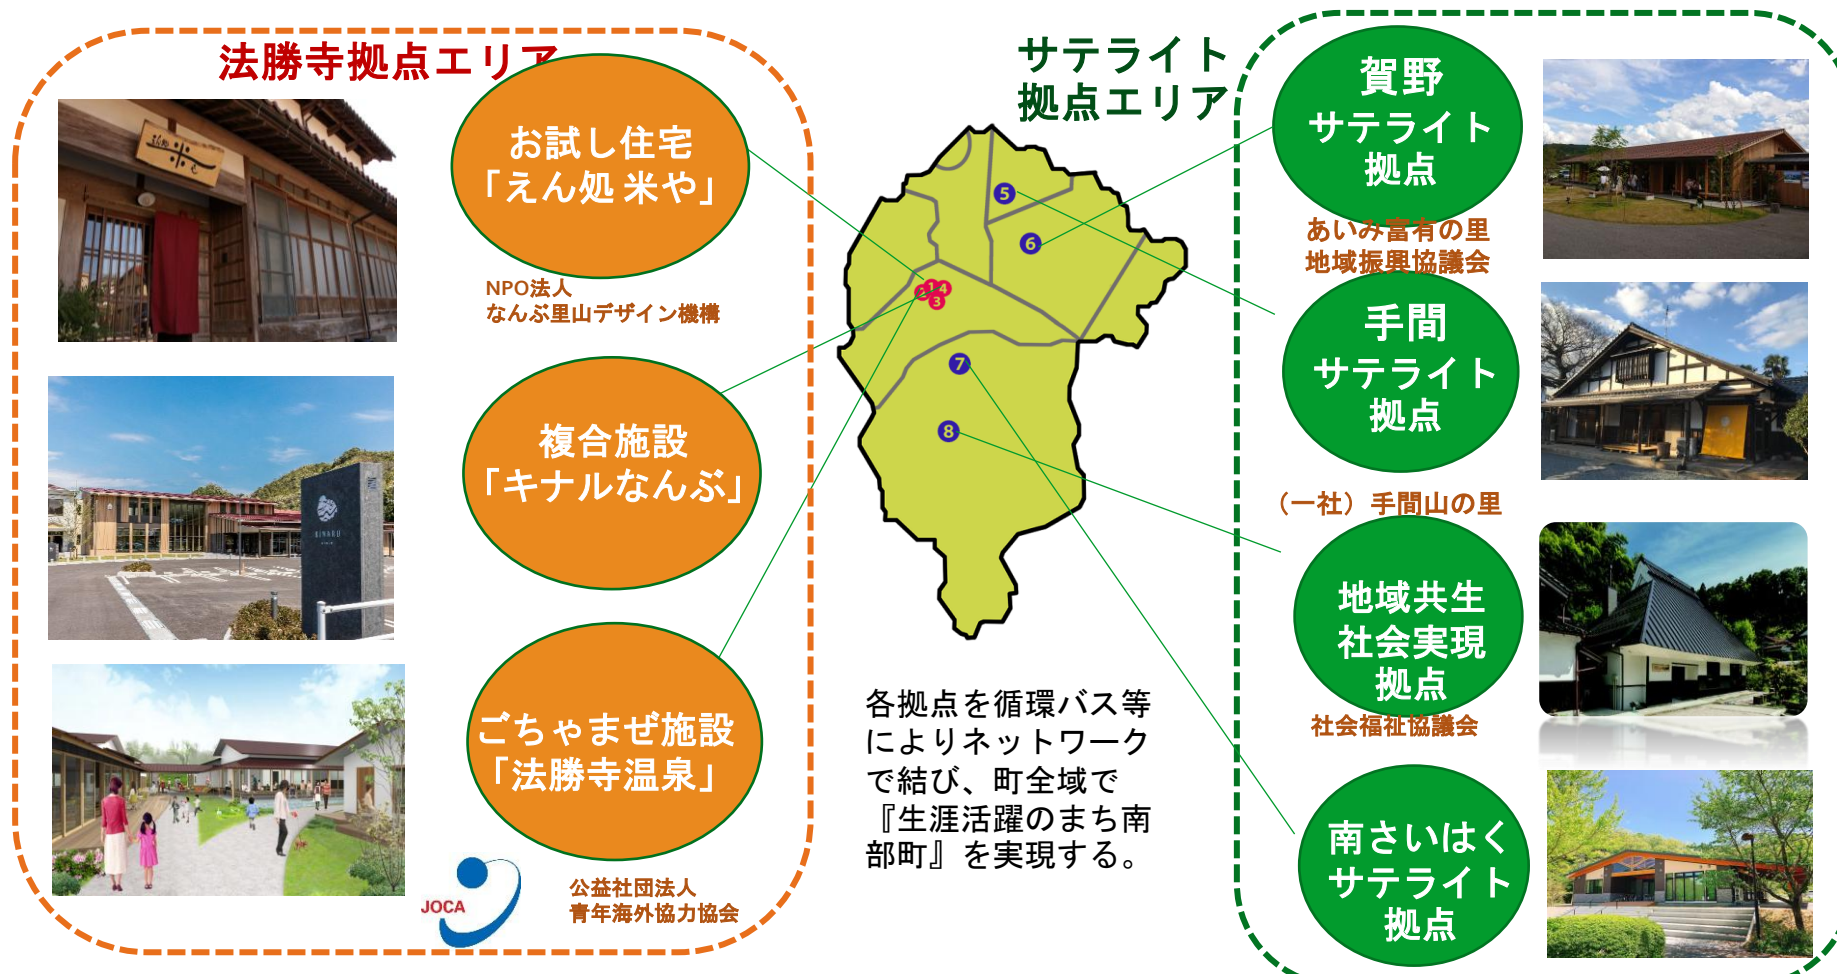 法勝寺拠点エリア
お試し住宅
「えん処 米や」
NPO法人
なんぶ里山デザイン機構
複合施設
「キナルなんぶ」
KINARU
ごちゃまぜ施設
「法勝寺温泉」
JOCA
公益社団法人
青年海外協力協会
5
6
1
2
4
3
7
8
各拠点を循環バス等
によりネットワーク
で結び、町全域で
『生涯活躍のまち南
部町』を実現する。
サテライト
拠点エリア
賀野
サテライト
拠点
あいみ富有の里
地域振興協議会
手間
サテライト
拠点
（一社）手間山の里
地域共生
社会実現
拠点
社会福祉協議会
南さいはく
サテライト
拠点